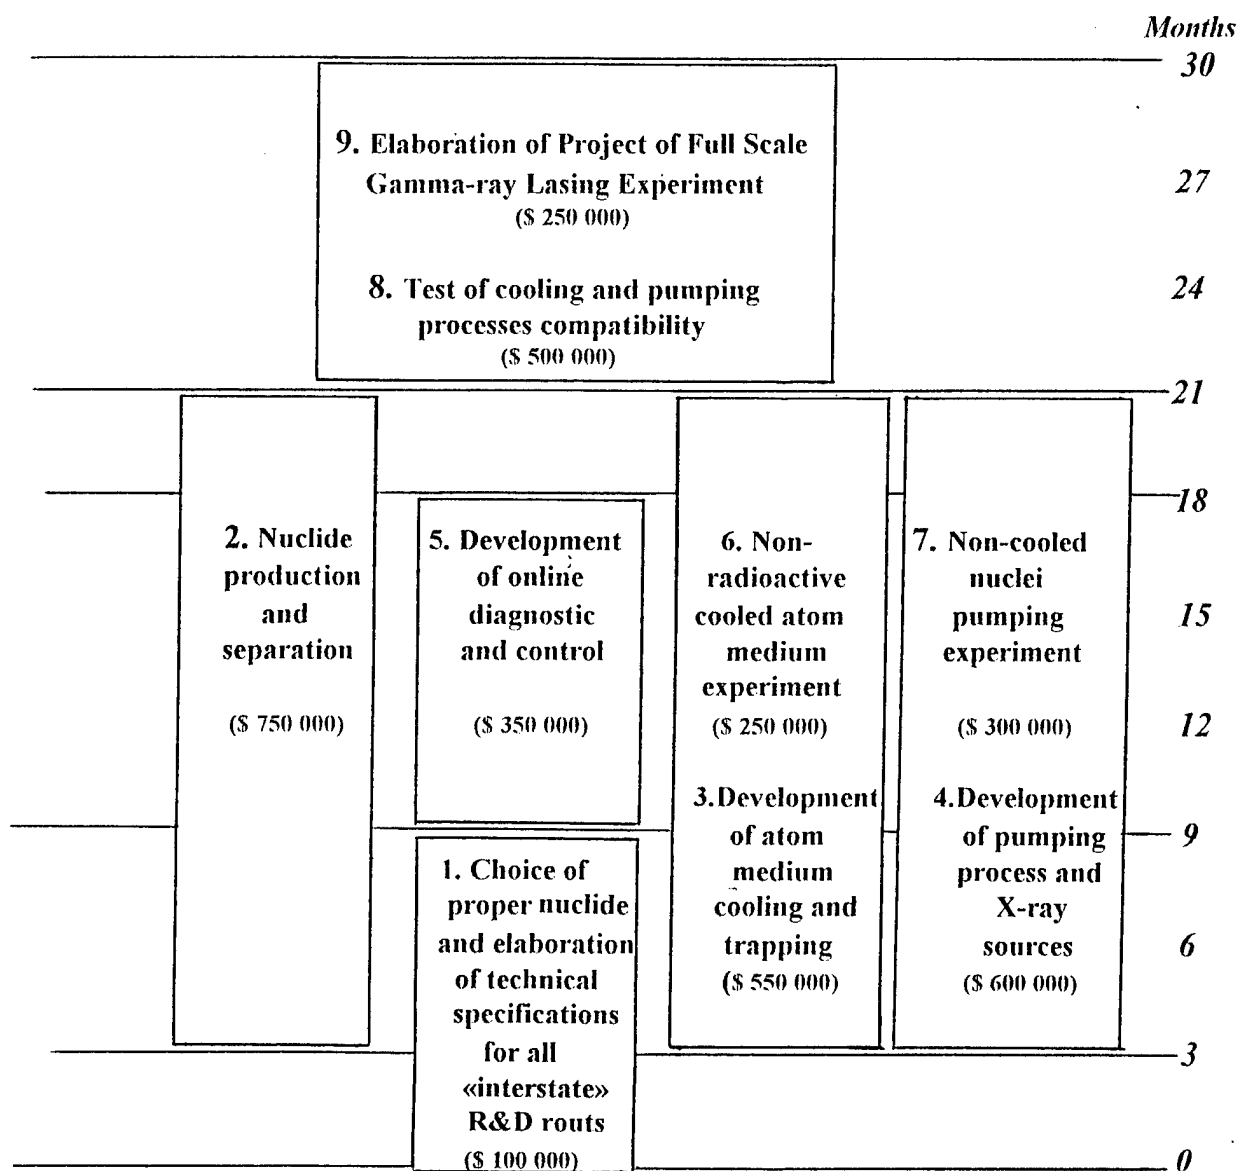 Months
30
9. Elaboration of Project of Full Scale
Gamma-ray Lasing Experiment
($ 250 000)
27
8. Test of cooling and pumping
processes compatibility
($ 500 000)
24
21
18
2. Nuclide
production
and
separation
($ 750 000)
5. Development
of online
diagnostic
and control
($ 350 000)
6. Non-
radioactive
cooled atom
medium
experiment
($ 250 000)
7. Non-cooled
nuclei
pumping
experiment
($ 300 000)
15
12
3.Development
of atom
medium
cooling and
trapping
($ 550 000)
4.Development
of pumping
process and
X-ray
sources
($ 600 000)
9
1. Choice of
proper nuclide
and elaboration
of technical
specifications
for all
«interstate»
R&D routs
($ 100 000)
6
3
0